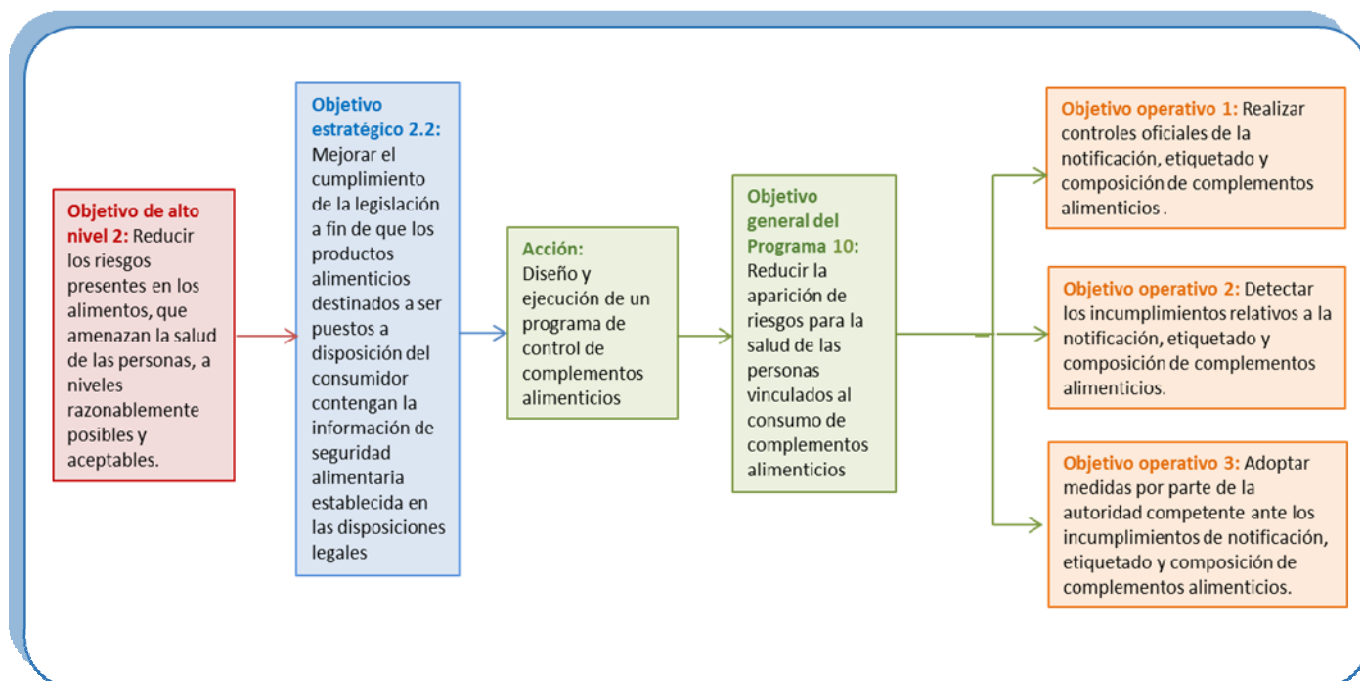 Objetivo de alto
nivel 2: Reducir
los riesgos
presentes en los
alimentos, que
amenazan la salud
de las personas, a
niveles
razonablemente
posibles y
aceptables.
Objetivo
estratégico 2.2:
Mejorar el
cumplimiento
de la legislación
a fin de que los
productos
alimenticios
destinados a ser
puestos a
disposición del
consumidor
contengan la
información de
seguridad
alimentaria
establecida en
las disposiciones
legales
Acción:
Diseño y
ejecución de un
programa de
control de
complementos
alimenticios
Objetivo
general del
Programa 10:
Reducir la
aparición de
riesgos para la
salud de las
personas
vinculados al
consumo de
complementos
alimenticios
Objetivo operativo 1: Realizar
controles oficiales de la
notificación, etiquetado y
composición de complementos
alimenticios.
Objetivo operativo 2: Detectar
los incumplimientos relativos a la
notificación, etiquetado y
composición de complementos
alimenticios.
Objetivo operativo 3: Adoptar
medidas por parte de la
autoridad competente ante los
incumplimientos de notificación,
etiquetado y composición de
complementos alimenticios.